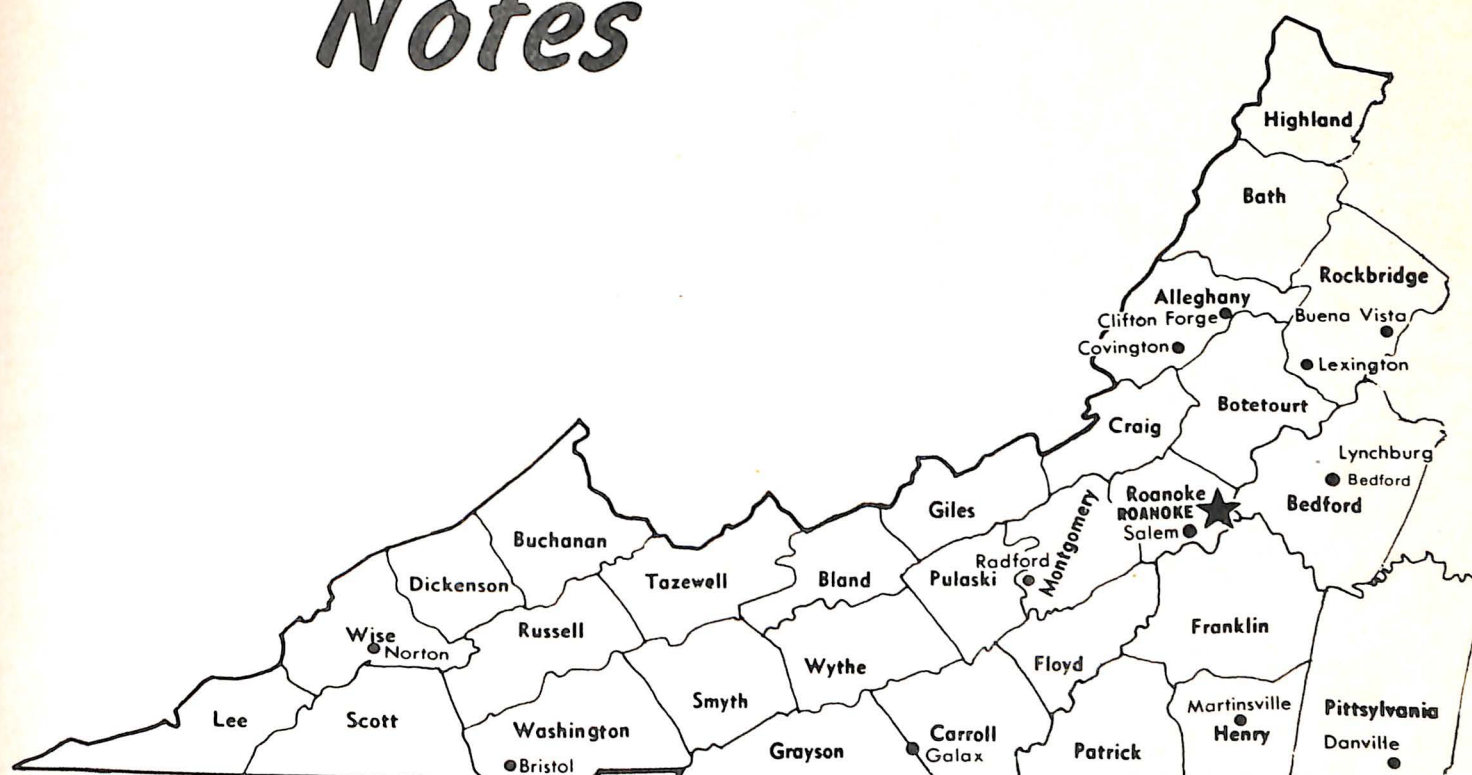 Notes
Highland
Bath
Rockbridge
Alleghany
Clifton Forge
Buena Vista
Covington
Lexington
Botetourt
Craig
Lynchburg
Bedford
Bedford
Roanoke
ROANOKE
Salem
Giles
Montgomery
Radford
Pulaski
Buchanan
Dickenson
Tazewell
Bland
Russell
Wise
Norton
Franklin
Floyd
Wythe
Smyth
Lee
Scott
Washington
Bristol
Grayson
Carroll
Galax
Patrick
Martinsville
Henry
Pittsylvania
Danville